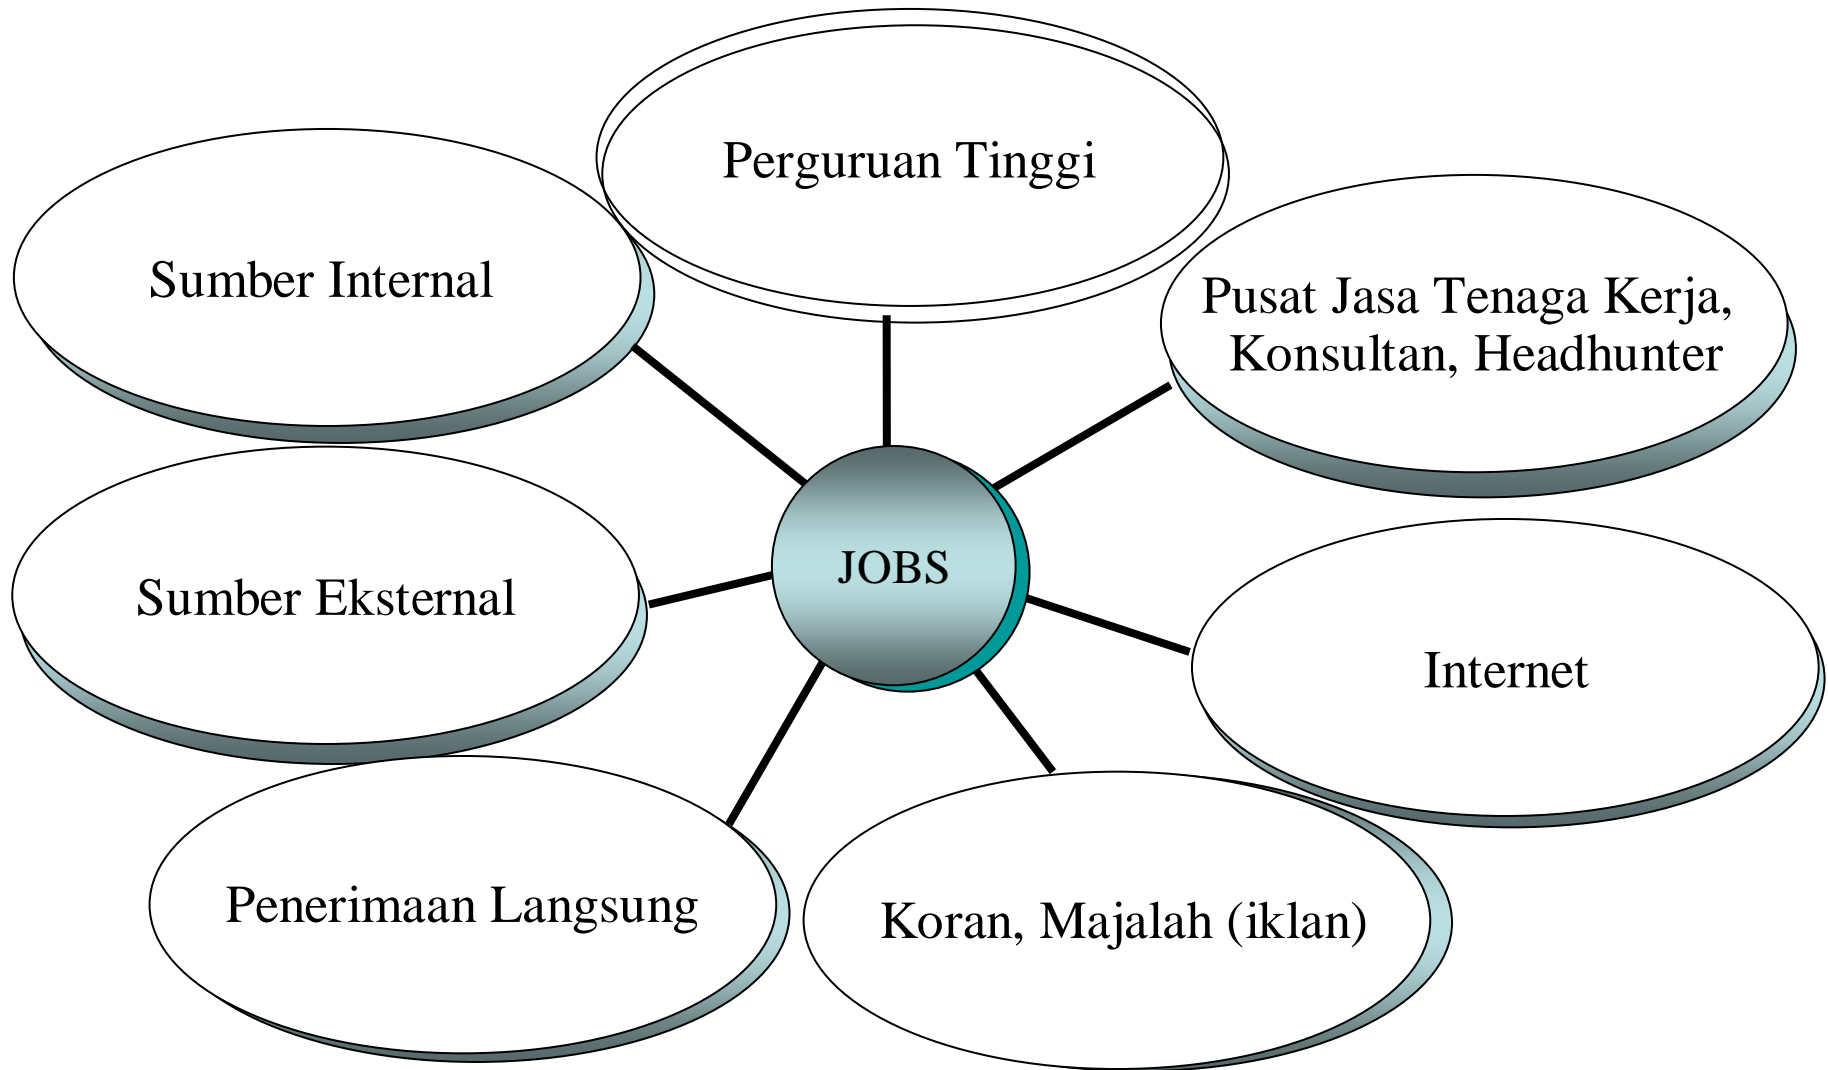 Perguruan Tinggi
Sumber Internal
Pusat Jasa Tenaga Kerja,
Konsultan, Headhunter
JOBS
Sumber Eksternal
Internet
Penerimaan Langsung
Koran, Majalah (iklan)